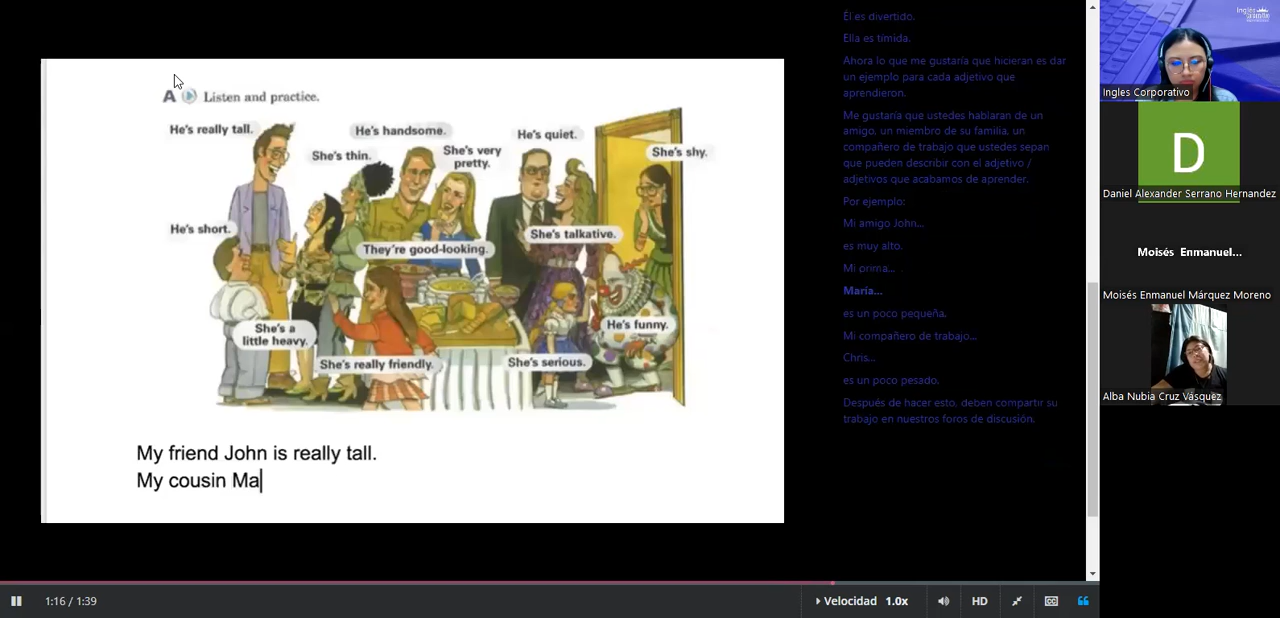 A Listen and practice.
He's really tall.
He's handsome.
He's quiet.
She's thin.
She's very
pretty.
She's shy.
He's short.
She's talkative.
They're good-looking.
She's a
little heavy.
He's funny.
She's really friendly.
She's serious.
My friend John is really tall.
My cousin Ma
Él es divertido.
Ella es tímida.
Ahora lo que me gustaría que hicieran es dar
un ejemplo para cada adjetivo que
aprendieron.
Me gustaría que ustedes hablaran de un
amigo, un miembro de su familia, un
compañero de trabajo que ustedes sepan
que pueden describir con el adjetivo /
adjetivos que acabamos de aprender.
Por ejemplo:
Mi amigo John...
es muy alto.
Mi prima...
María...
es un poco pequeña.
Mi compañero de trabajo...
Chris...
es un poco pesado.
Después de hacer esto, deben compartir su
trabajo en nuestros foros de discusión.
Ingles Corporativo
D
Daniel Alexander Serrano Hernandez
Moisés Enmanuel...
Moisés Enmanuel Márquez Moreno
Alba Nubia Cruz Vásquez
1:16 / 1:39
Velocidad 1.0x
HD
CC